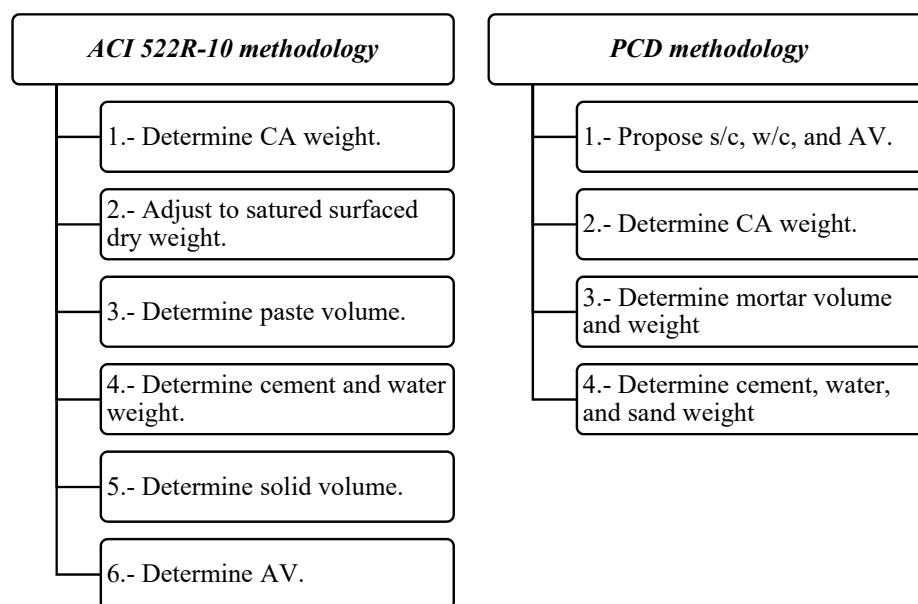 ACI 522R-10 methodology
1.- Determine CA weight.
2.- Adjust to satured surfaced
dry weight.
3.- Determine paste volume.
4.- Determine cement and water
weight.
5.- Determine solid volume.
6.- Determine AV.
PCD methodology
1.- Propose s/c, w/c, and AV.
2.- Determine CA weight.
3.- Determine mortar volume
and weight
4.- Determine cement, water,
and sand weight